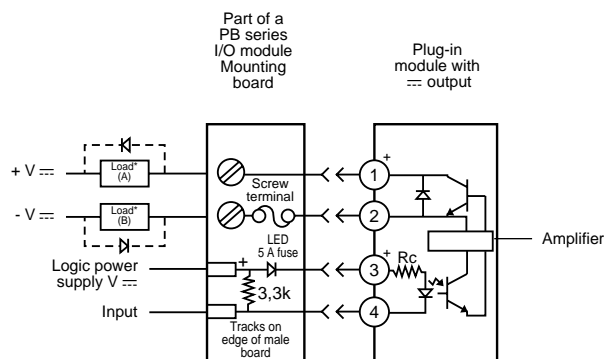 Part of a
PB series
I/O module
Mounting
board
Plug-in
module with
⎓ output
+ V ⎓
Load*
(A)
+
1
Screw
terminal
- V ⎓
Load*
(B)
2
Amplifier
LED
5 A fuse
Logic power
supply V ⎓
+
+
3
Rc
3,3k
Input
4
Tracks on
edge of male
board